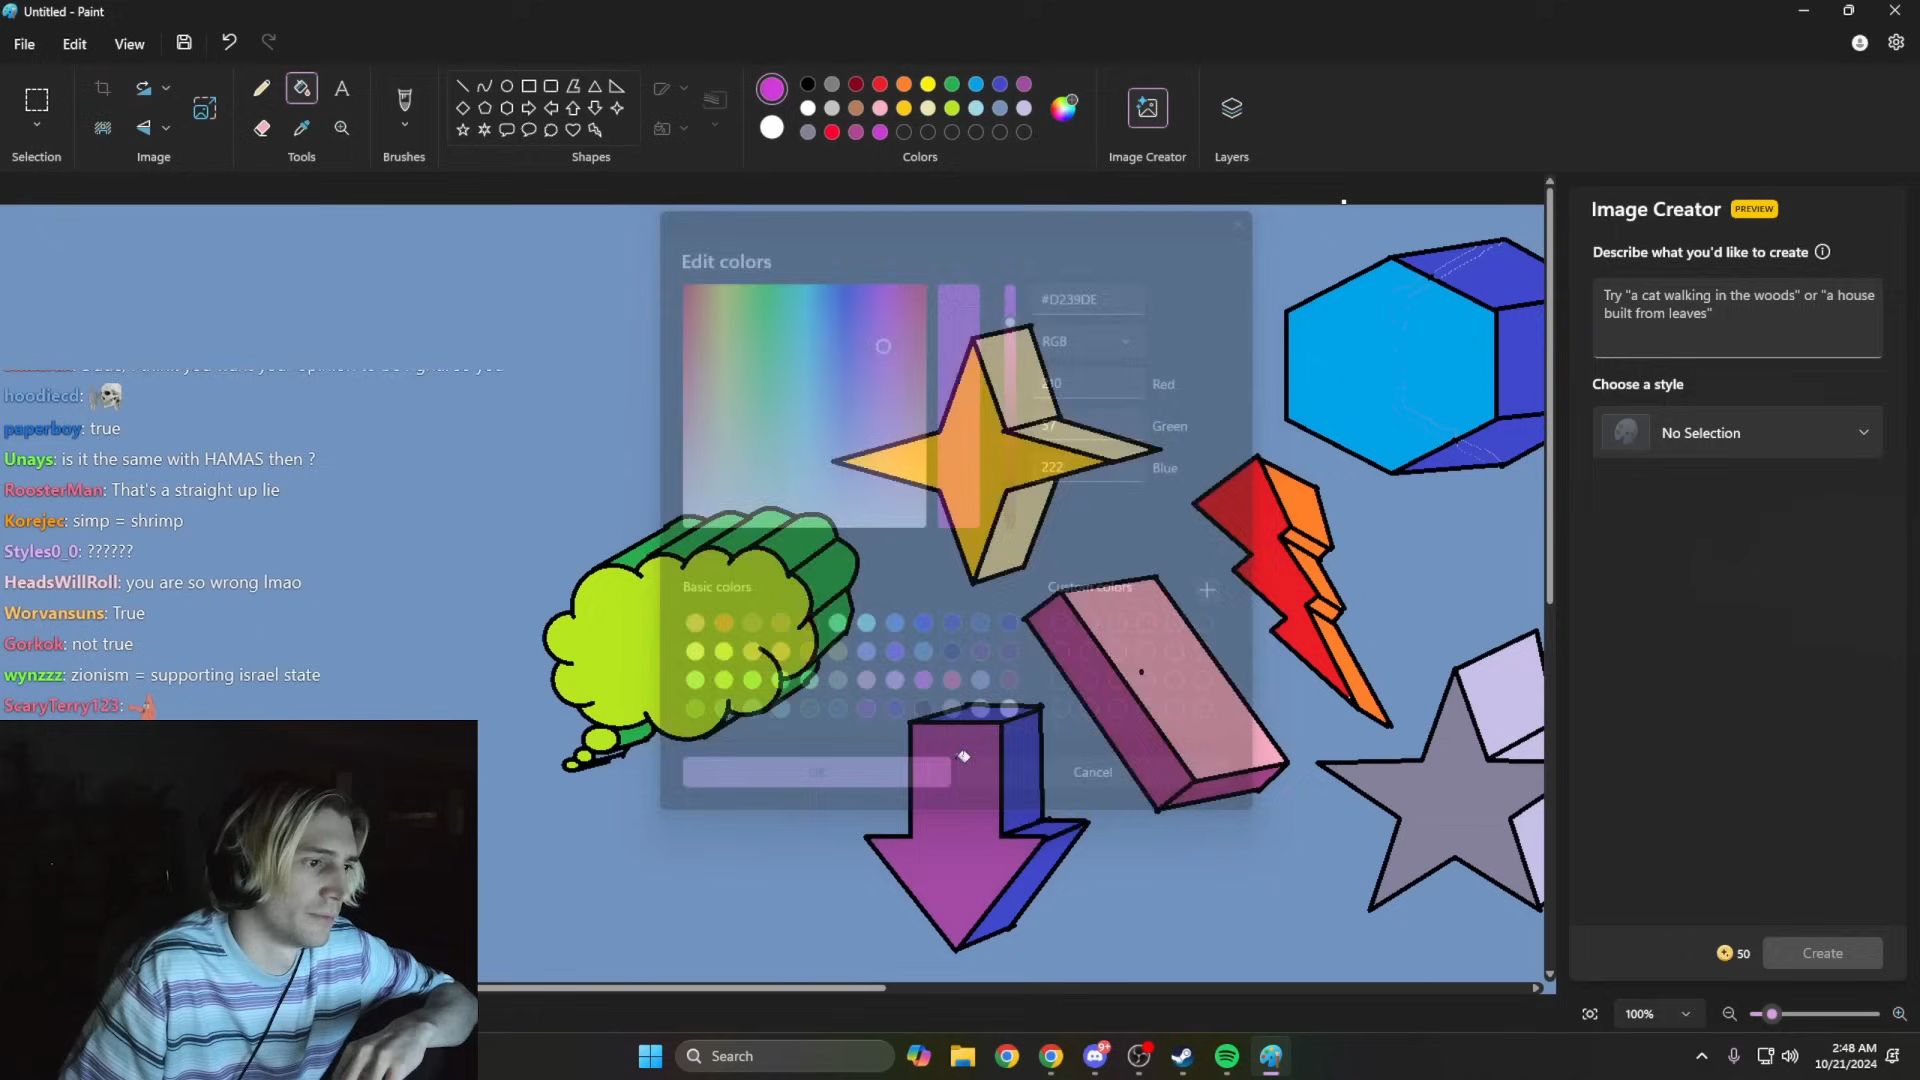 Untitled - Paint
File Edit View
Selection
Image
Tools
Brushes
Shapes
Colors
Image Creator
Layers
Image Creator PREVIEW
Describe what you'd like to create
Try "a cat walking in the woods" or "a house
built from leaves"
Choose a style
No Selection
50 Create
Edit colors
#D239DE
RGB
Red
Green
222 Blue
Basic colors
Custom colors
OK
Cancel
hoodiecd:
paperboy: true
Unays: is it the same with HAMAS then ?
RoosterMan: That's a straight up lie
Korejec: simp = shrimp
Styles0_0: ??????
HeadsWillRoll: you are so wrong lmao
Worvansuns: True
Gorkok: not true
wynzzz: zionism = supporting israel state
ScaryTerry123:
100%
Search
9+
2:48 AM
10/21/2024